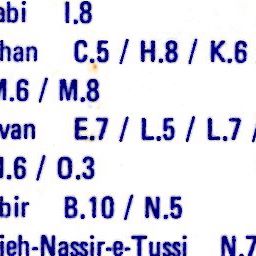 abi I.8
han C.5 / H.8 / K.6
M.6 / M.8
van E.7 / L.5 / L.7 /
I.6 / O.3
bir B.10 / N.5
ieh-Nassir-e-Tussi N.7